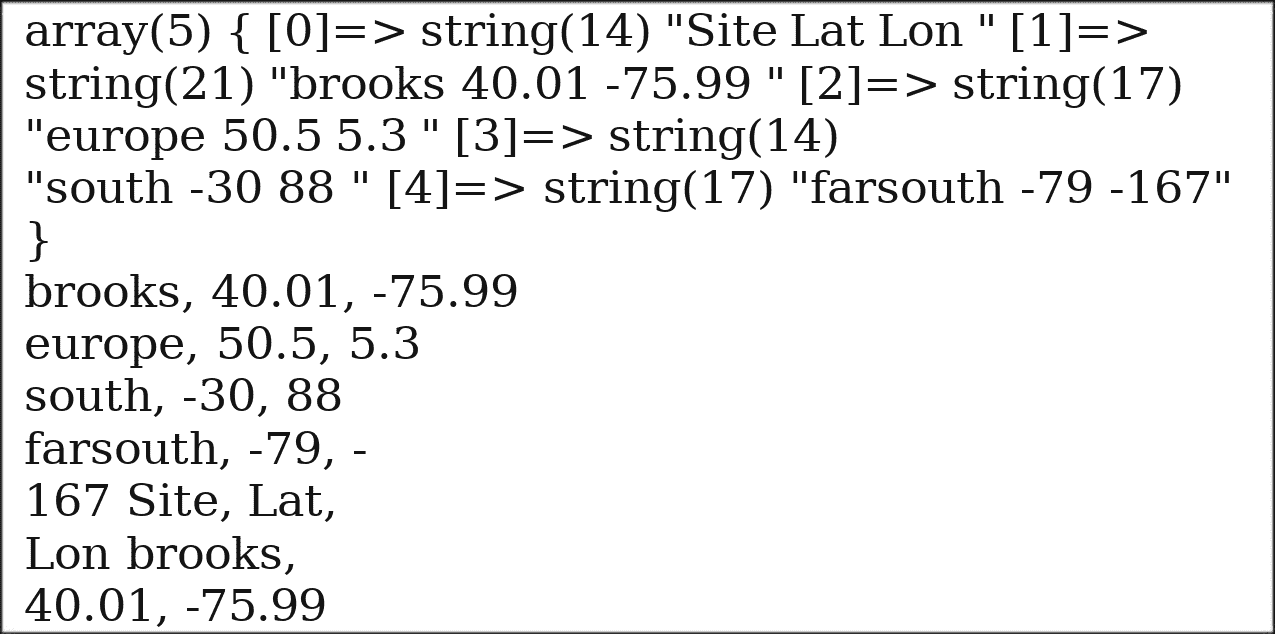 array(5) { [0]=> string(14) "Site Lat Lon " [1]=>
string(21) "brooks 40.01 -75.99 " [2]=> string(17)
"europe 50.5 5.3 " [3]=> string(14)
"south -30 88 " [4]=> string(17) "farsouth -79 -167"
}
brooks, 40.01, -75.99
europe, 50.5, 5.3
south, -30, 88
farsouth, -79, -
167 Site, Lat,
Lon brooks,
40.01, -75.99